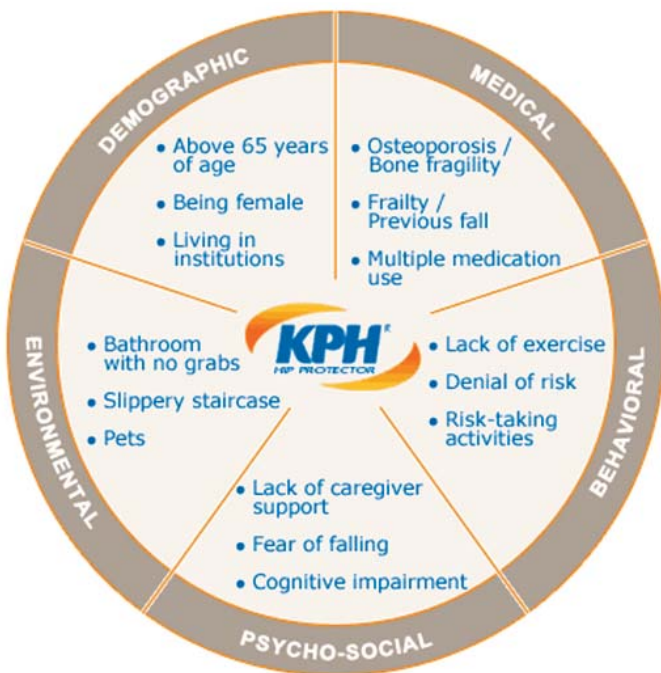 DEMOGRAPHIC
• Above 65 years
of age
• Being female
• Living in
institutions
MEDICAL
• Osteoporosis /
Bone fragility
• Frailty /
Previous fall
• Multiple medication
use
ENVIRONMENTAL
• Bathroom
with no grabs
• Slippery staircase
• Pets
KPH®
HIP PROTECTOR
BEHAVIORAL
• Lack of exercise
• Denial of risk
• Risk-taking
activities
• Lack of caregiver
support
• Fear of falling
• Cognitive impairment
PSYCHO-SOCIAL